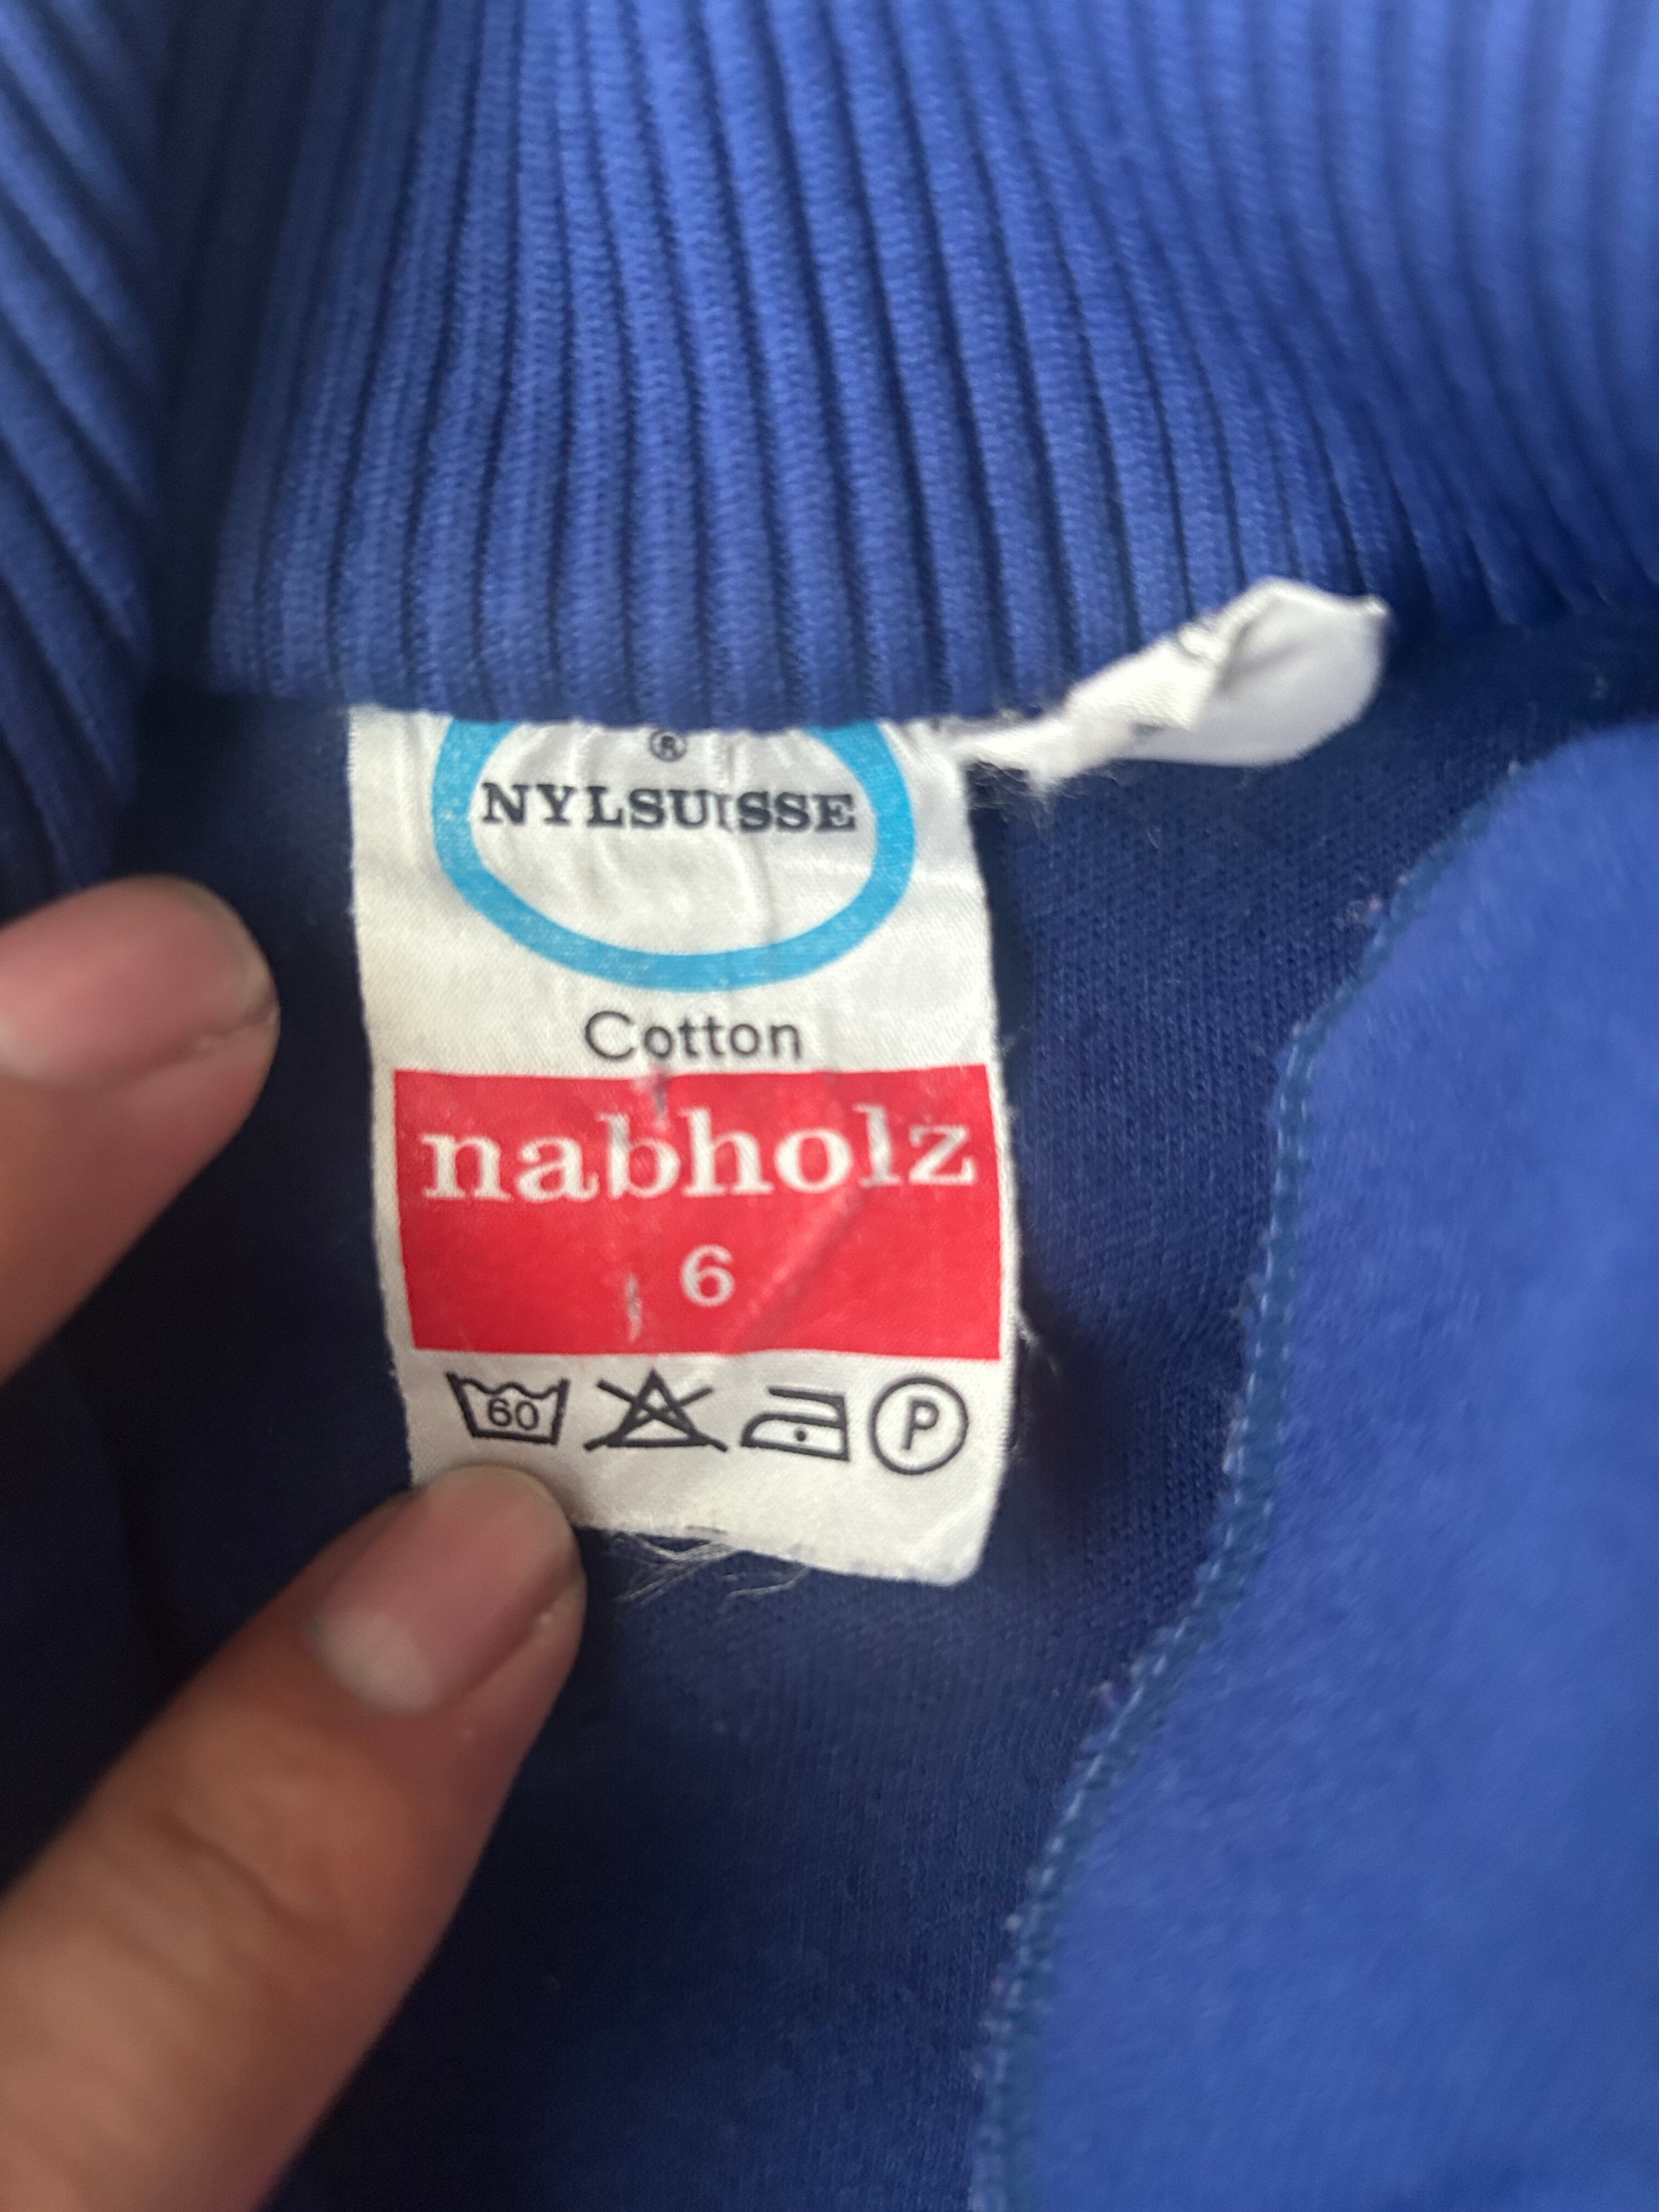 ®
NYLSUISSE
Cotton
nabholz
6
60 P